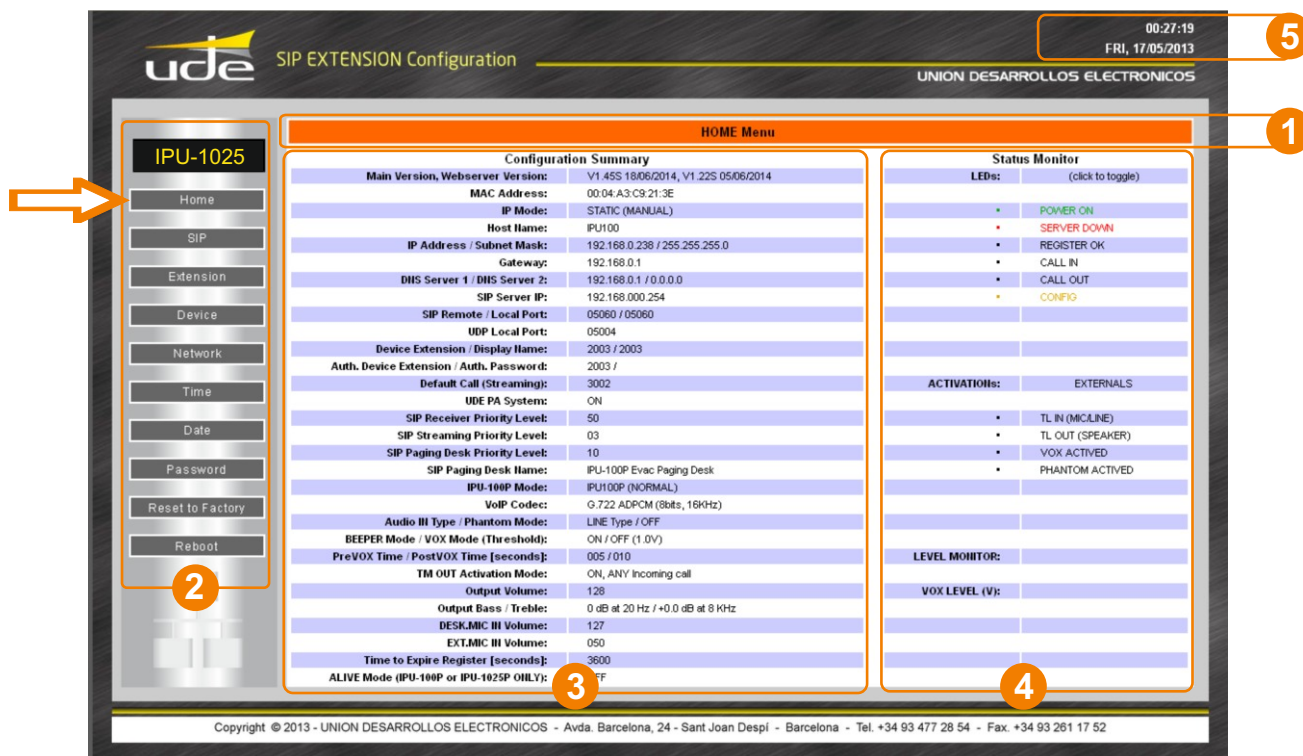 00:27:19
FRI, 17/05/2013
5
ude
SIP EXTENSION Configuration
UNION DESARROLLOS ELECTRONICOS
HOME Menu
1
IPU-1025
Home
SIP
Extension
Device
Network
Time
Date
Password
Reset to Factory
Reboot
2
Configuration Summary
Main Version, Webserver Version: V1.45S 18/06/2014, V1.22S 05/06/2014
MAC Address: 00:04:A3:C9:21:3E
IP Mode: STATIC (MANUAL)
Host Name: IPU100
IP Address / Subnet Mask: 192.168.0.238 / 255.255.255.0
Gateway: 192.168.0.1
DNS Server 1 / DNS Server 2: 192.168.0.1 / 0.0.0.0
SIP Server IP: 192.168.000.254
SIP Remote / Local Port: 05060 / 05060
UDP Local Port: 05004
Device Extension / Display Name: 2003 / 2003
Auth. Device Extension / Auth. Password: 2003 /
Default Call (Streaming): 3002
UDE PA System: ON
SIP Receiver Priority Level: 50
SIP Streaming Priority Level: 03
SIP Paging Desk Priority Level: 10
SIP Paging Desk Name: IPU-100P Evac Paging Desk
IPU-100P Mode: IPU100P (NORMAL)
VoIP Codec: G.722 ADPCM (8bits, 16KHz)
Audio IN Type / Phantom Mode: LINE Type / OFF
BEEPER Mode / VOX Mode (Threshold): ON / OFF (1.0V)
PreVOX Time / PostVOX Time [seconds]: 005 / 010
TM OUT Activation Mode: ON, ANY Incoming call
Output Volume: 128
Output Bass / Treble: 0 dB at 20 Hz / +0.0 dB at 8 KHz
DESK.MIC IN Volume: 127
EXT.MIC IN Volume: 050
Time to Expire Register [seconds]: 3600
ALIVE Mode (IPU-100P or IPU-1025P ONLY):
3
Status Monitor
LEDs: (click to toggle)
POWER ON
SERVER DOWN
REGISTER OK
CALL IN
CALL OUT
CONFIG
ACTIVATIONs: EXTERNALS
TL IN (MIC/LINE)
TL OUT (SPEAKER)
VOX ACTIVED
PHANTOM ACTIVED
LEVEL MONITOR:
VOX LEVEL (V):
4
Copyright © 2013 - UNION DESARROLLOS ELECTRONICOS - Avda. Barcelona, 24 - Sant Joan Despí - Barcelona - Tel. +34 93 477 28 54 - Fax. +34 93 261 17 52